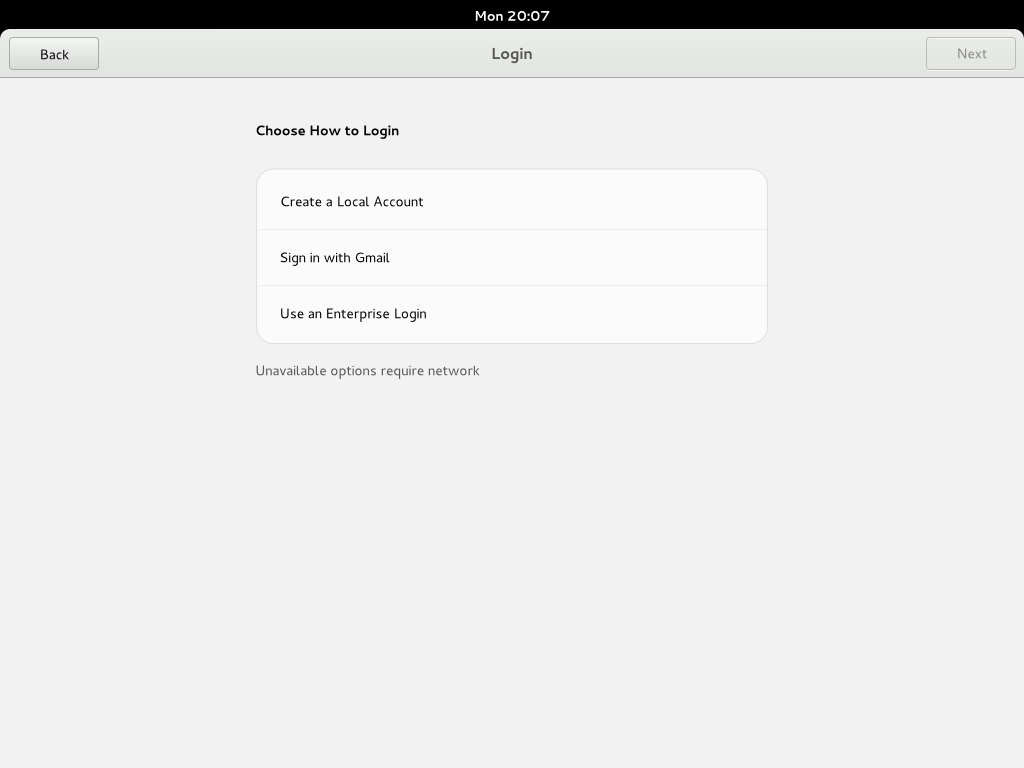 Mon 20:07
Back
Login
Next
Choose How to Login
Create a Local Account
Sign in with Gmail
Use an Enterprise Login
Unavailable options require network